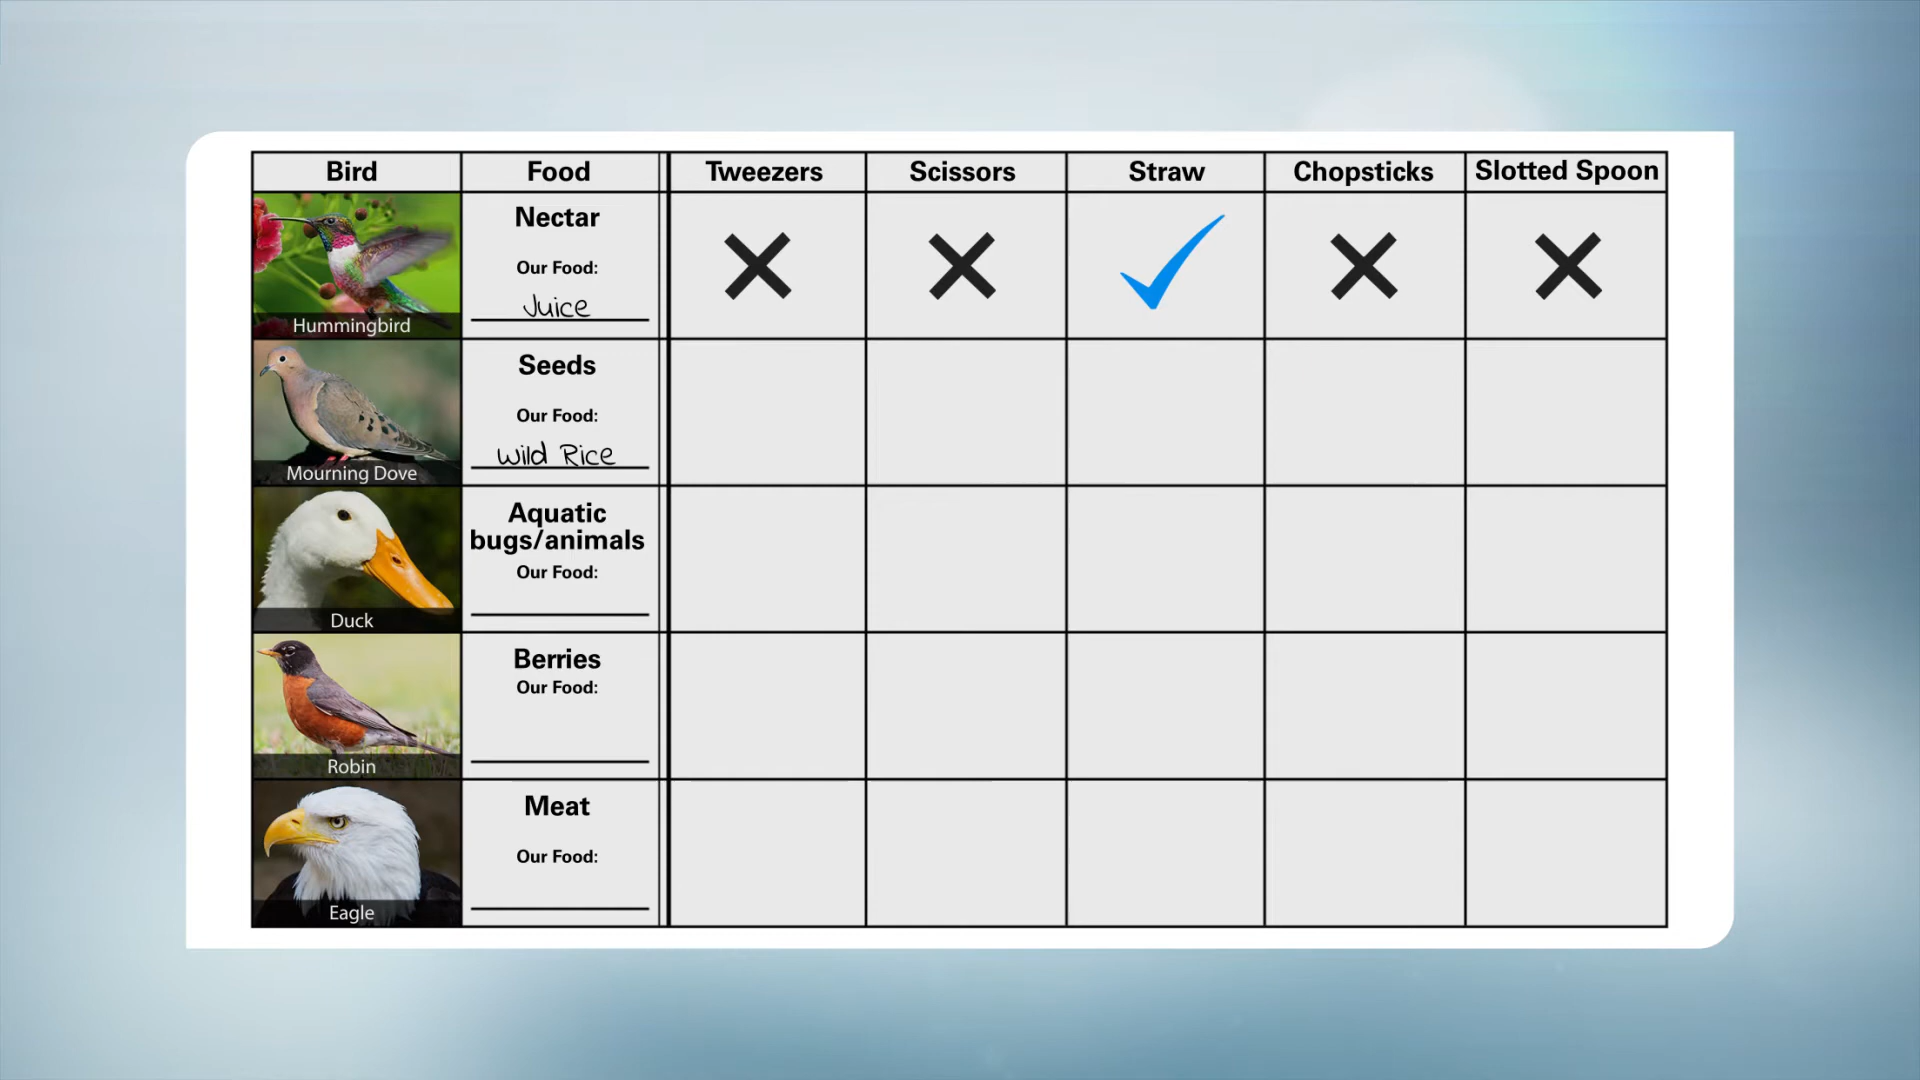 Bird Food Tweezers Scissors Straw Chopsticks Slotted Spoon
Nectar
Our Food:
Juice
Hummingbird
Seeds
Our Food:
Wild Rice
Mourning Dove
Aquatic
bugs/animals
Our Food:
Duck
Berries
Our Food:
Robin
Meat
Our Food:
Eagle